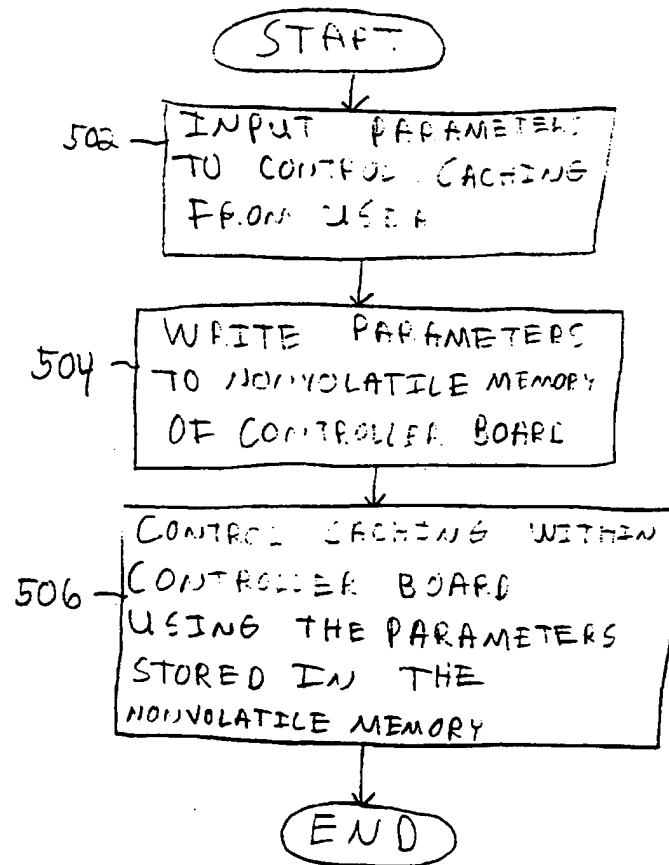 START
502
INPUT PARAMETERS
TO CONTROL CACHING
FROM USER
504
WRITE PARAMETERS
TO NONVOLATILE MEMORY
OF CONTROLLER BOARD
506
CONTROL CACHING WITHIN
CONTROLLER BOARD
USING THE PARAMETERS
STORED IN THE
NONVOLATILE MEMORY
END